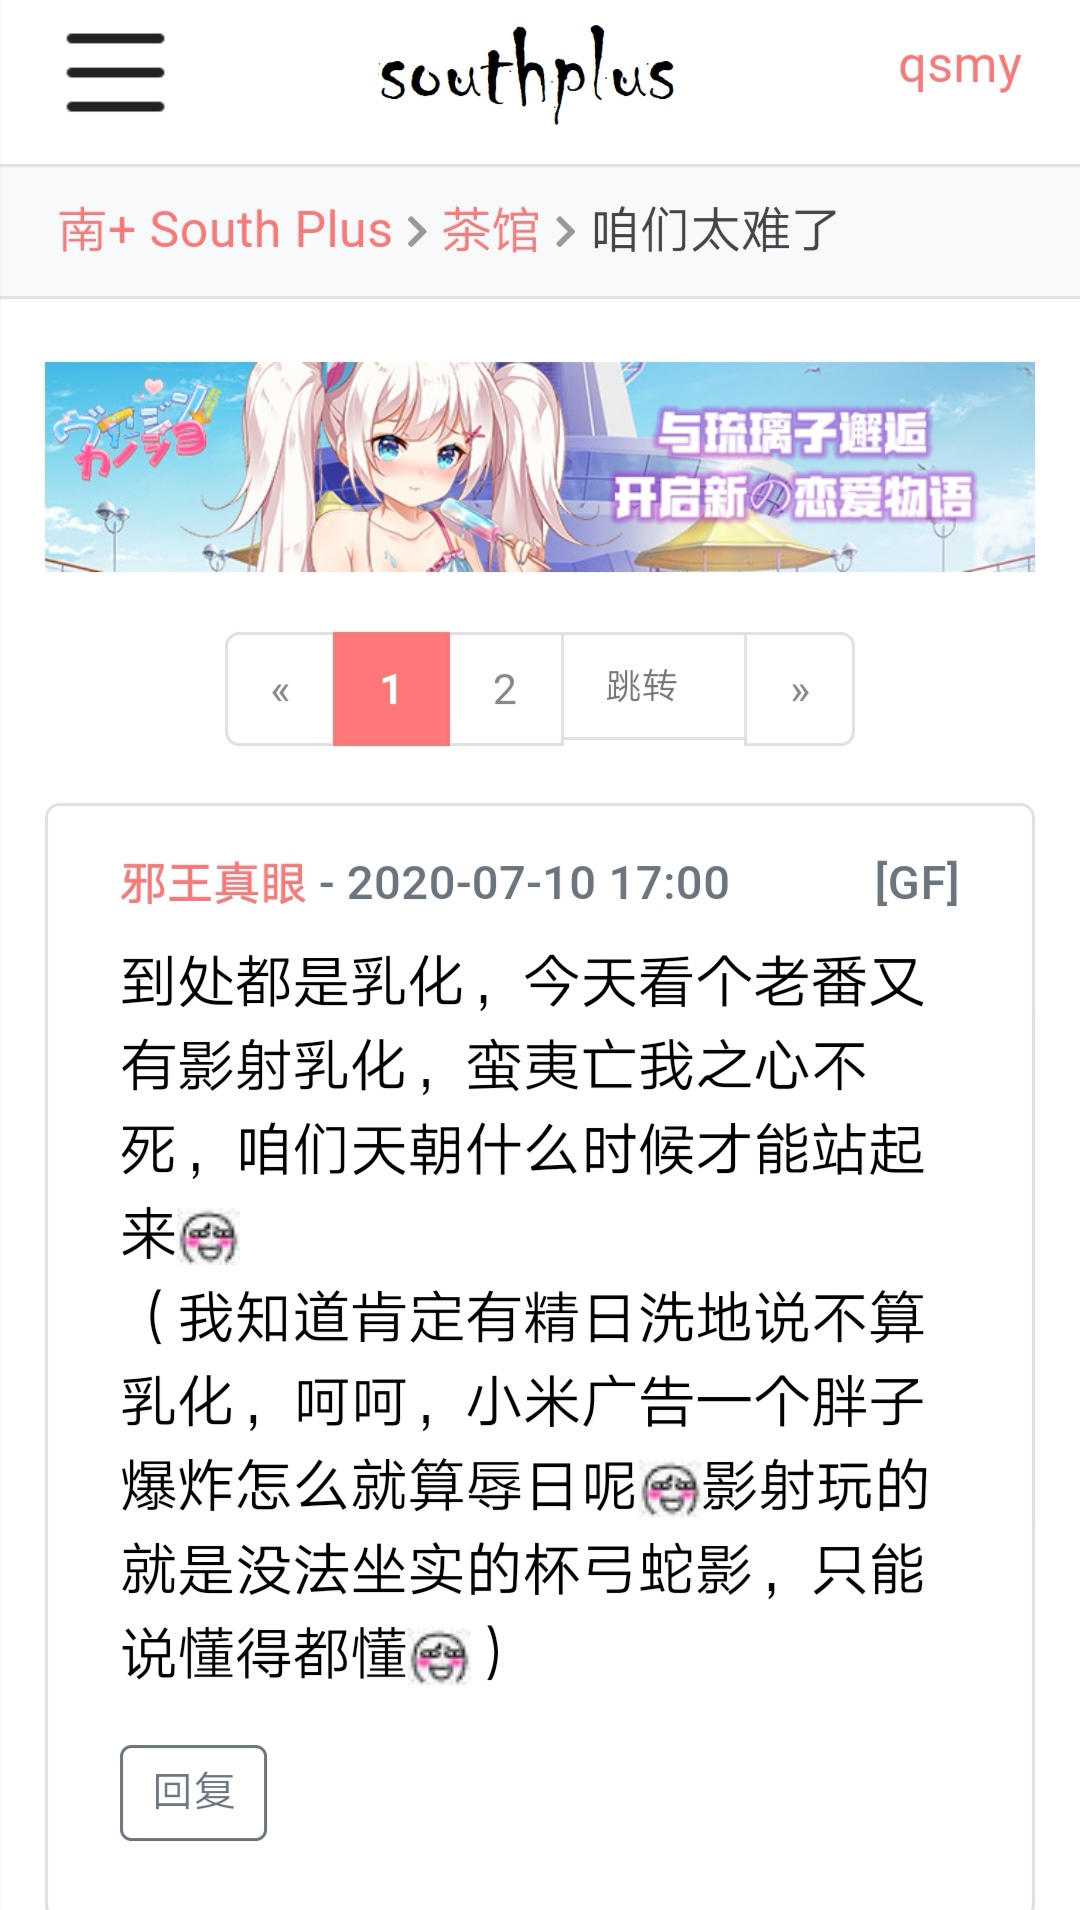 southplus
qsmy
南+ South Plus > 茶馆 > 咱们太难了
ヴァージン
カノジョ
与琉璃子邂逅
开启新の恋爱物语
« 1 2 跳转 »
邪王真眼 - 2020-07-10 17:00 [GF]
到处都是乳化，今天看个老番又
有影射乳化，蛮夷亡我之心不
死，咱们天朝什么时候才能站起
来
（我知道肯定有精日洗地说不算
乳化，呵呵，小米广告一个胖子
爆炸怎么就算辱日呢影射玩的
就是没法坐实的杯弓蛇影，只能
说懂得都懂）
回复